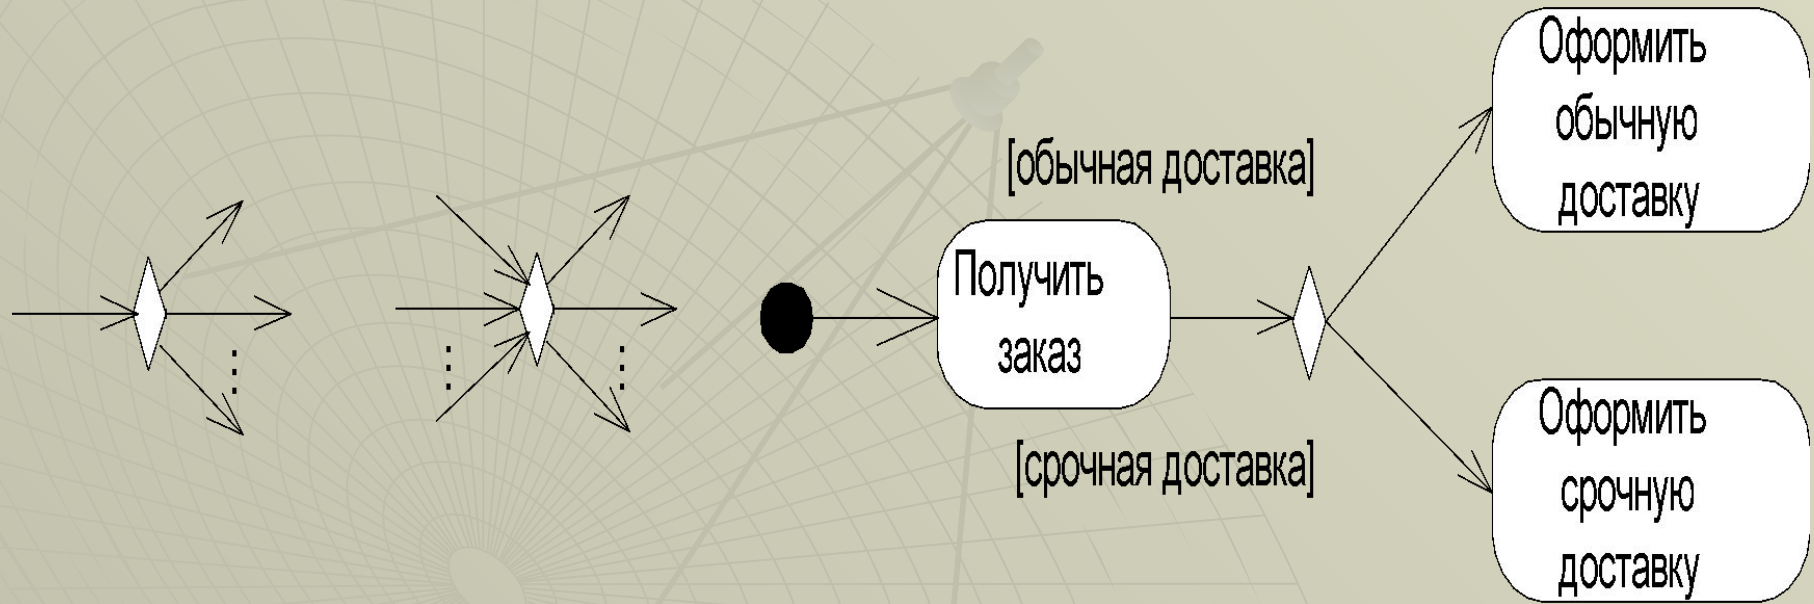 [обычная доставка]
Получить
заказ
[срочная доставка]
Оформить
обычную
доставку
Оформить
срочную
доставку